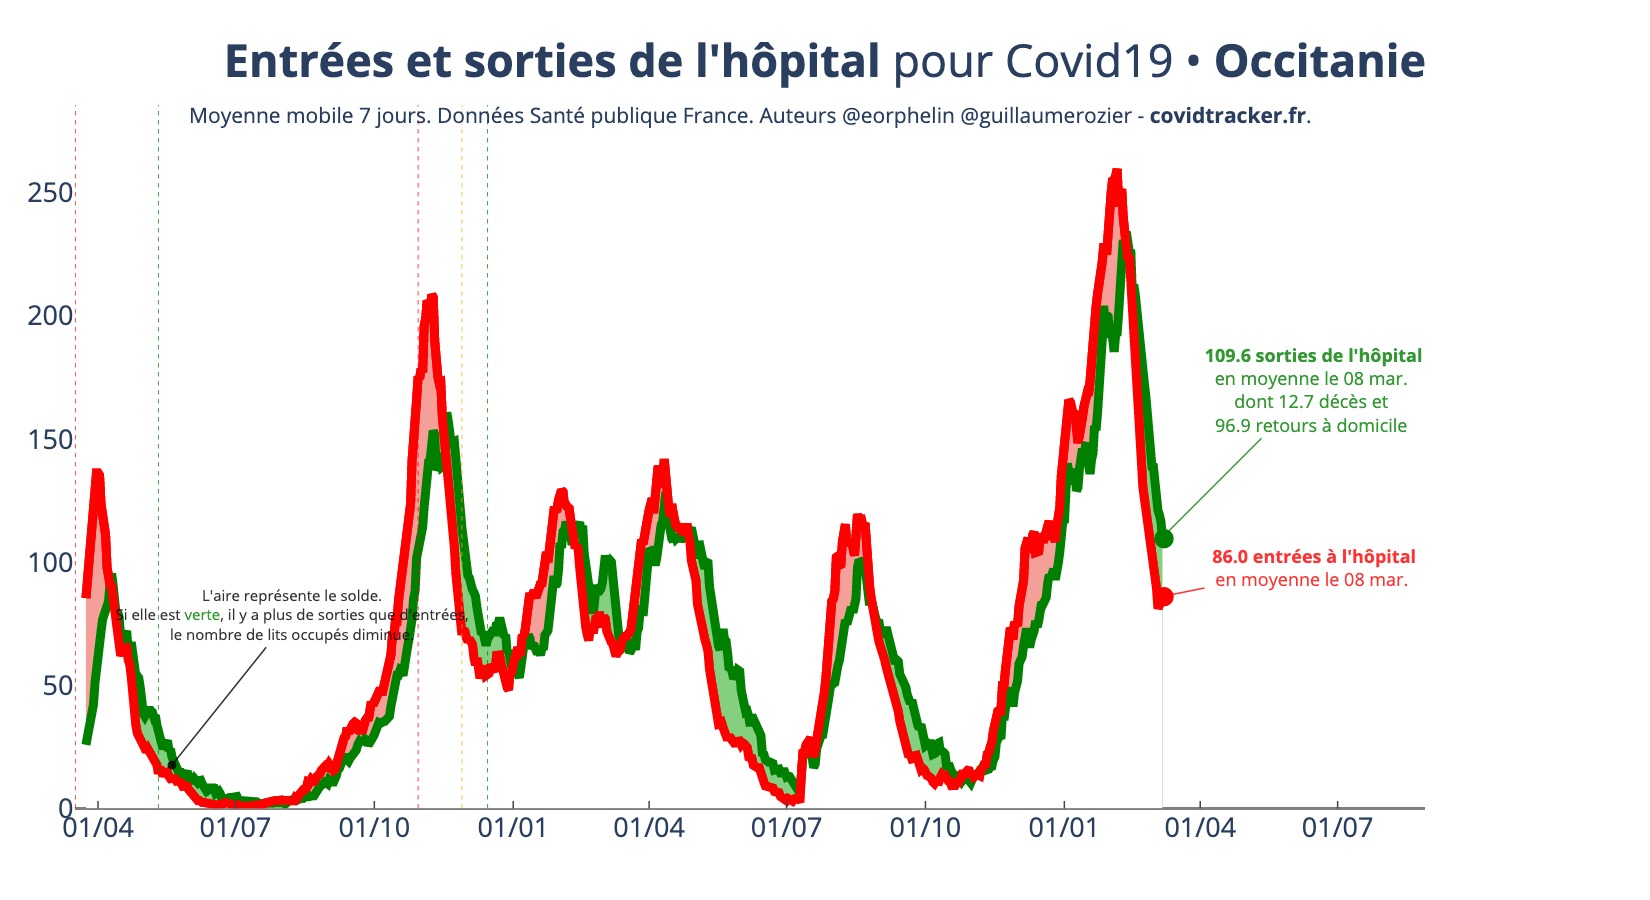 Entrées et sorties de l'hôpital pour Covid19 • Occitanie
Moyenne mobile 7 jours. Données Santé publique France. Auteurs @eorphelin @guillaumerozier - covidtracker.fr.
250
200
150
100
50
0
109.6 sorties de l'hôpital
en moyenne le 08 mar.
dont 12.7 décès et
96.9 retours à domicile
86.0 entrées à l'hôpital
en moyenne le 08 mar.
L'aire représente le solde.
Si elle est verte, il y a plus de sorties que d'entrées,
le nombre de lits occupés diminue.
01/04 01/07 01/10 01/01 01/04 01/07 01/10 01/01 01/04 01/07